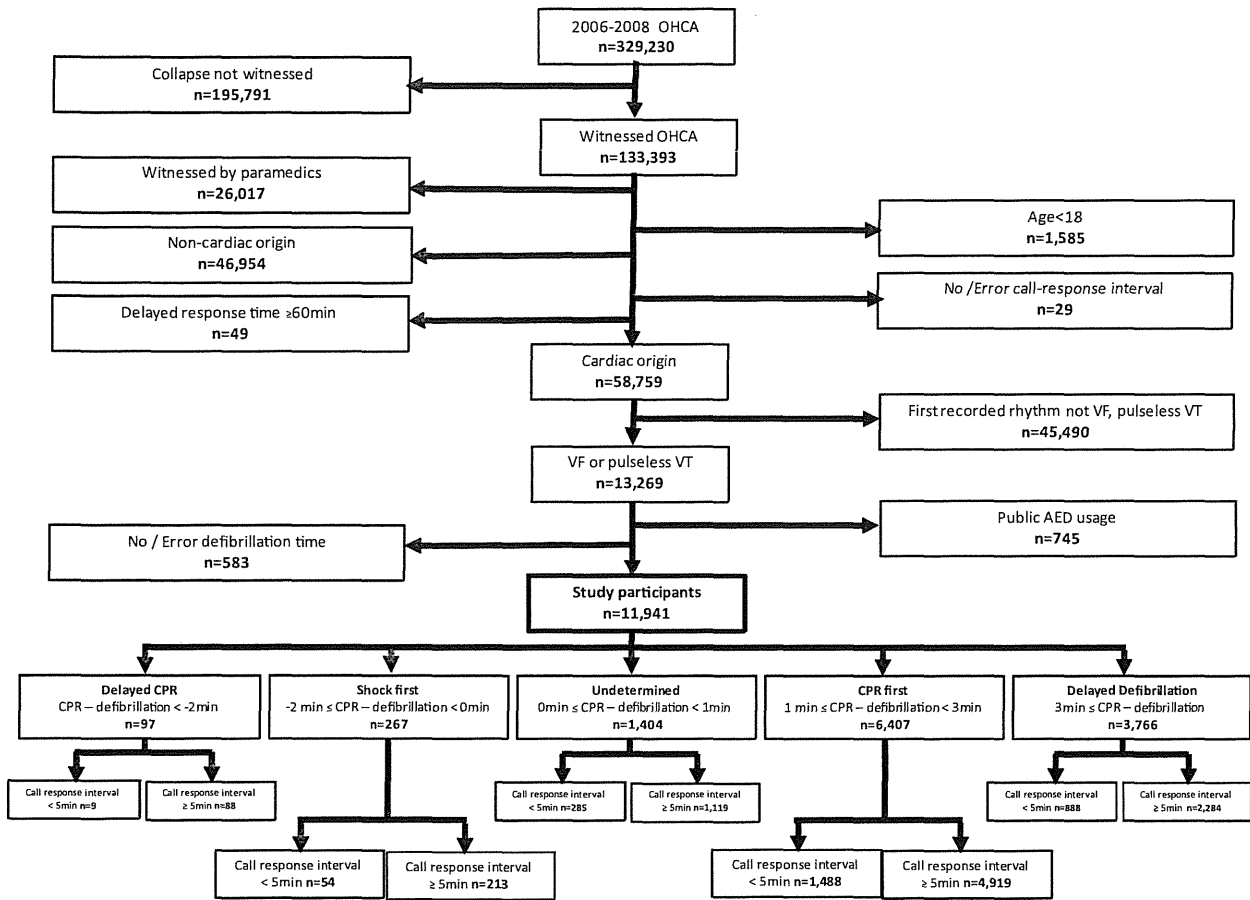 2006-2008 OHCA
n=329,230
Collapse not witnessed
n=195,791
Witnessed OHCA
n=133,393
Witnessed by paramedics
n=26,017
Age<18
n=1,585
Non-cardiac origin
n=46,954
No /Error call-response interval
n=29
Delayed response time ≥60min
n=49
Cardiac origin
n=58,759
First recorded rhythm not VF, pulseless VT
n=45,490
VF or pulseless VT
n=13,269
Public AED usage
n=745
No / Error defibrillation time
n=583
Study participants
n=11,941
Delayed CPR
CPR – defibrillation < -2min
n=97
Shock first
-2 min ≤ CPR – defibrillation < 0min
n=267
Undetermined
0min ≤ CPR – defibrillation < 1min
n=1,404
CPR first
1 min ≤ CPR – defibrillation < 3min
n=6,407
Delayed Defibrillation
3min ≤ CPR – defibrillation
n=3,766
Call response interval
< 5min n=9
Call response interval
≥ 5min n=88
Call response interval
< 5min n=285
Call response interval
≥ 5min n=1,119
Call response interval
< 5min n=888
Call response interval
≥ 5min n=2,284
Call response interval
< 5min n=54
Call response interval
≥ 5min n=213
Call response interval
< 5min n=1,488
Call response interval
≥ 5min n=4,919